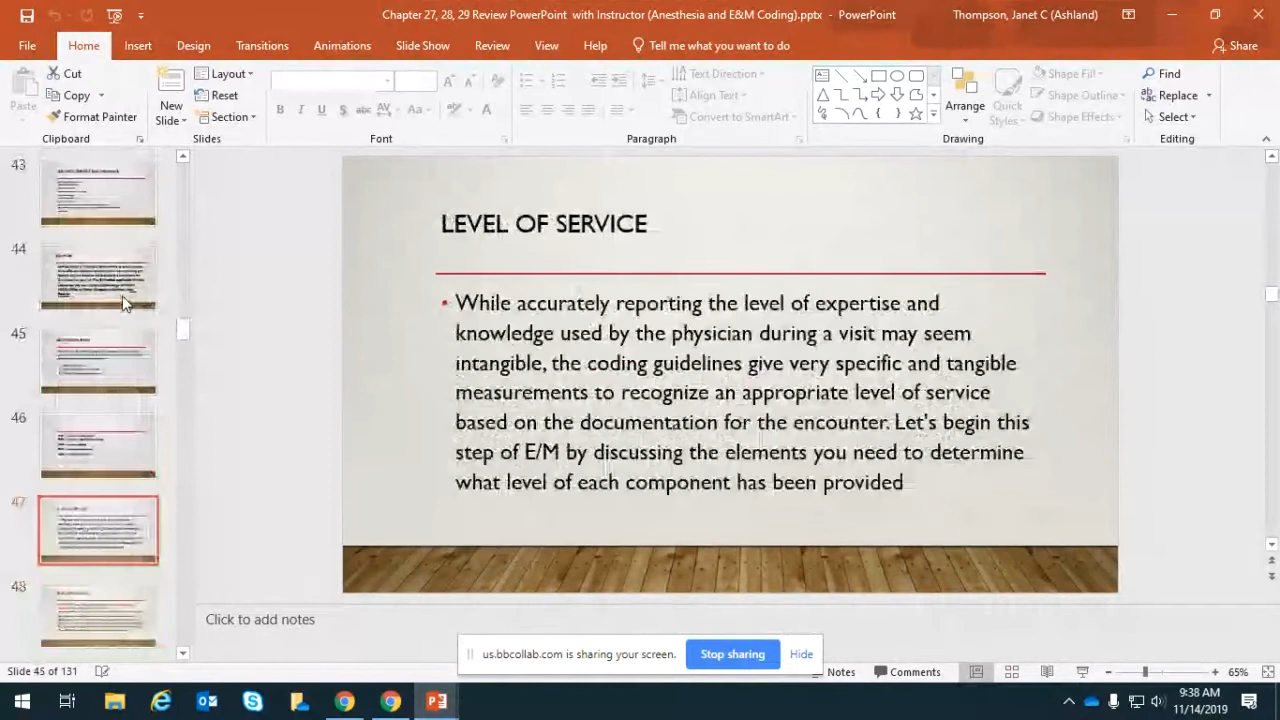 Chapter 27, 28, 29 Review PowerPoint with Instructor (Anesthesia and E&M Coding).pptx - PowerPoint
Thompson, Janet C (Ashland)
File Home Insert Design Transitions Animations Slide Show Review View Help Tell me what you want to do Share
Paste
Cut
Copy
Format Painter
Clipboard
New Slide
Layout
Reset
Section
Slides
B I U S abc AV Aa A
Font
Text Direction
Align Text
Convert to SmartArt
Paragraph
Arrange
Quick Styles
Shape Fill
Shape Outline
Shape Effects
Drawing
Find
Replace
Select
Editing
43
44
45
46
47
48
LEVEL OF SERVICE
• While accurately reporting the level of expertise and
knowledge used by the physician during a visit may seem
intangible, the coding guidelines give very specific and tangible
measurements to recognize an appropriate level of service
based on the documentation for the encounter. Let's begin this
step of E/M by discussing the elements you need to determine
what level of each component has been provided
Click to add notes
us.bbcollab.com is sharing your screen. Stop sharing Hide
Slide 45 of 131
Notes Comments 65%
9:38 AM
11/14/2019